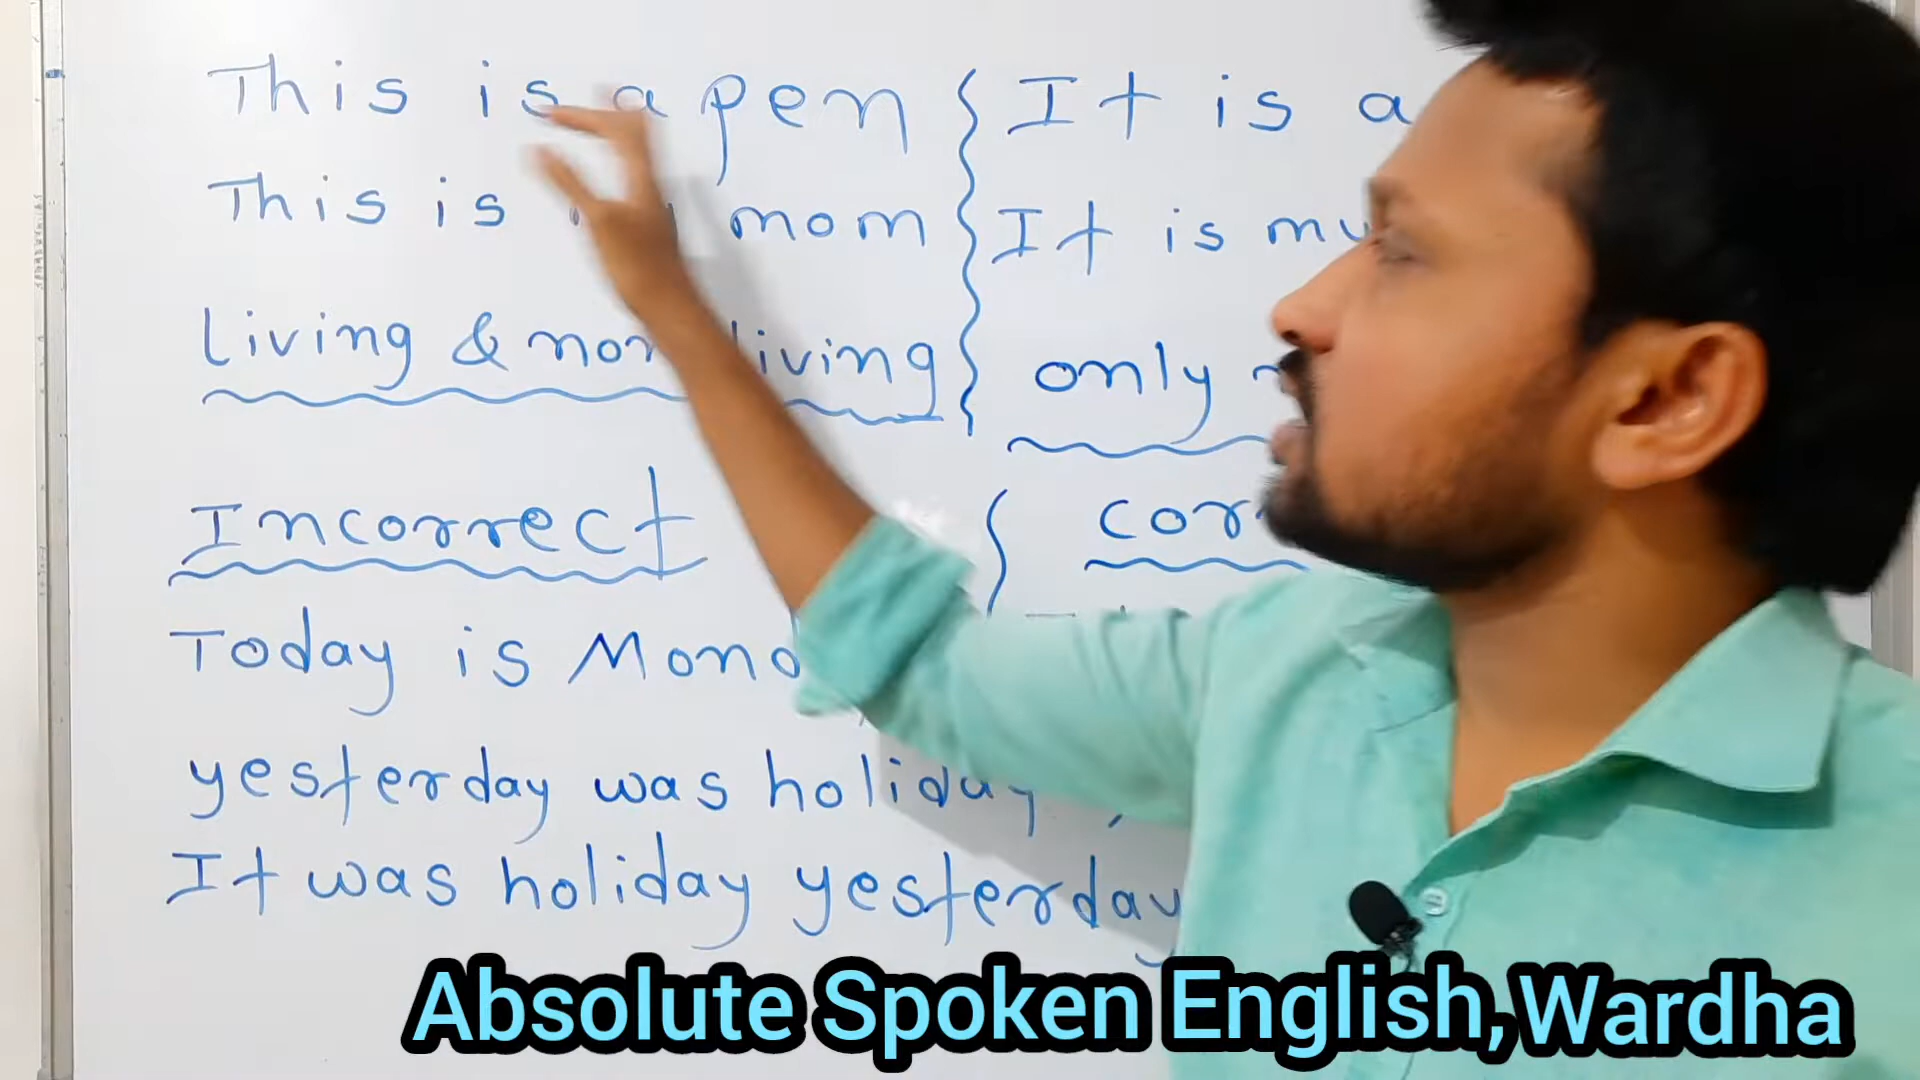 This is a pen
It is a
This is mom
It is my
Living & non living
only
Incorrect
Today is
yesterday was holiday
It was holiday yesterday
Absolute Spoken English, Wardha